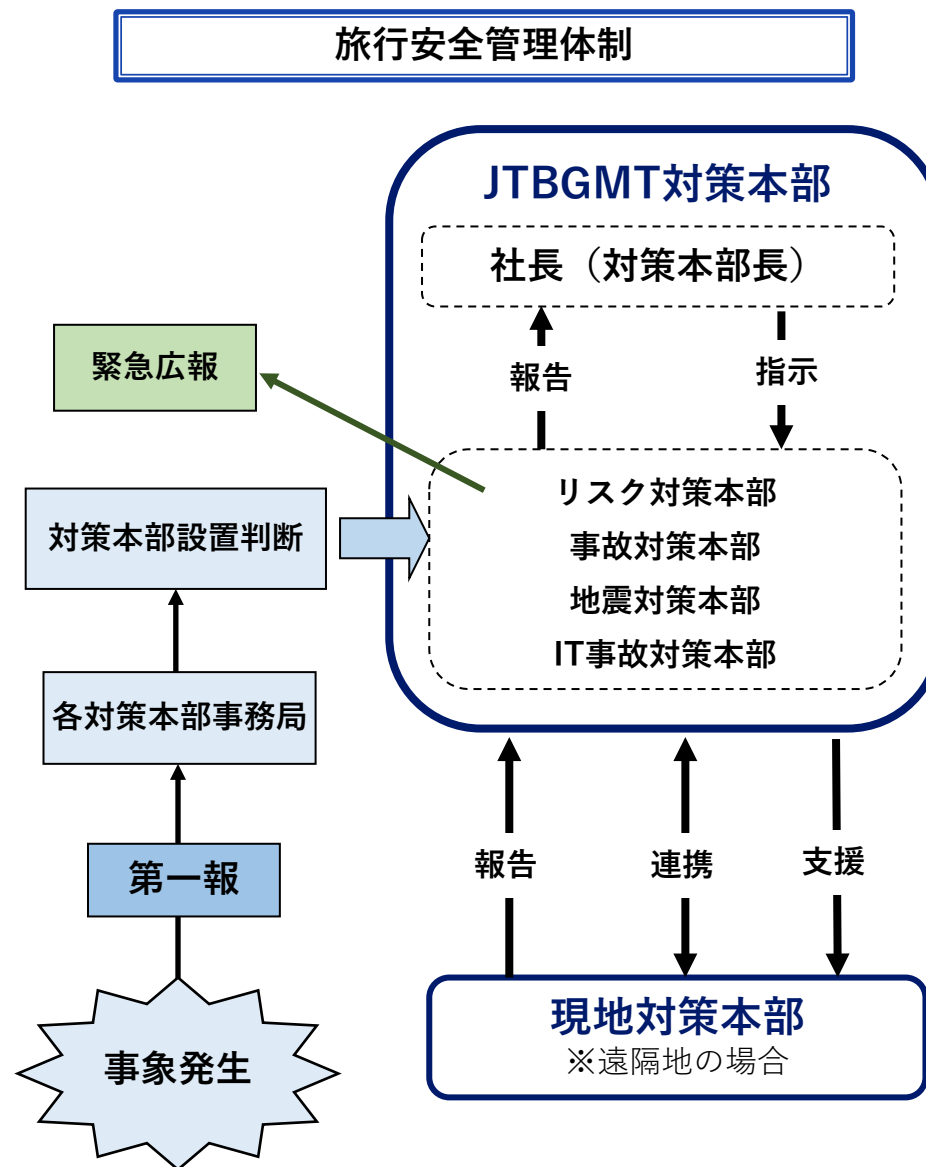 旅行安全管理体制
JTBGMT対策本部
社長（対策本部長）
報告
指示
緊急広報
リスク対策本部
事故対策本部
地震対策本部
IT事故対策本部
対策本部設置判断
各対策本部事務局
第一報
事象発生
報告
連携
支援
現地対策本部
※遠隔地の場合